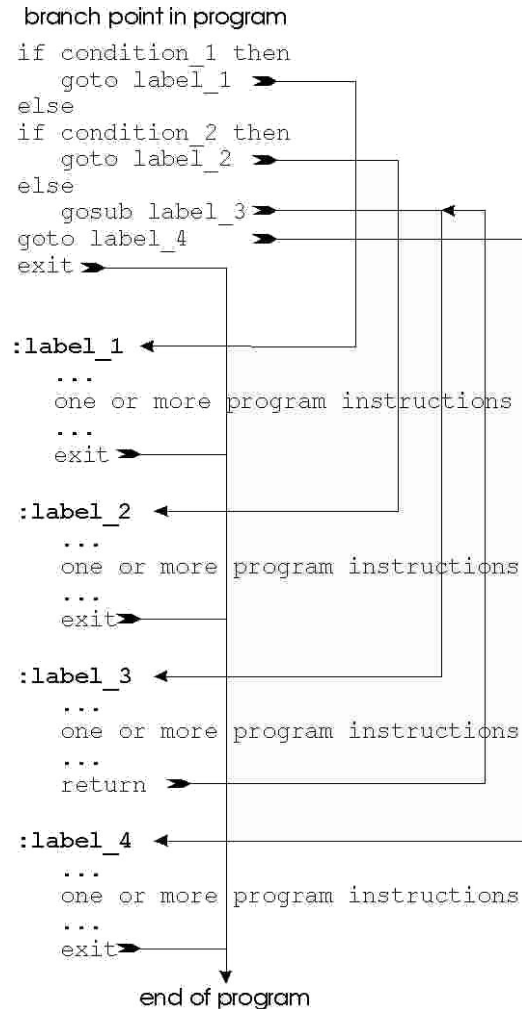 branch point in program
if condition_1 then
goto label_1
else
if condition_2 then
goto label_2
else
gosub label_3
goto label_4
exit
:label_1
...
one or more program instructions
...
exit
:label_2
...
one or more program instructions
...
exit
:label_3
...
one or more program instructions
...
return
:label_4
...
one or more program instructions
...
exit
end of program